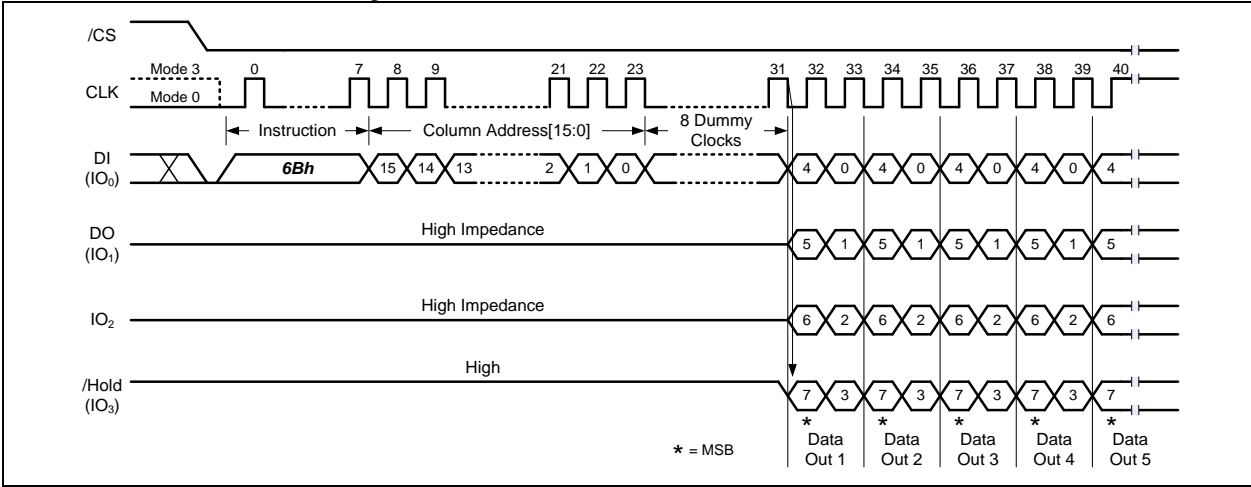 /CS
Mode 3 0 7 8 9 21 22 23 31 32 33 34 35 36 37 38 39 40
CLK
Mode 0
Instruction Column Address[15:0] 8 Dummy
Clocks
DI
(IO0) 6Bh 15 14 13 2 1 0 4 0 4 0 4 0 4 0 4
High Impedance
DO
(IO1) 5 1 5 1 5 1 5 1 5
High Impedance
IO2 6 2 6 2 6 2 6 2 6
High
/Hold
(IO3) 7 3 7 3 7 3 7 3 7
* * * * *
* = MSB
Data Data Data Data Data
Out 1 Out 2 Out 3 Out 4 Out 5